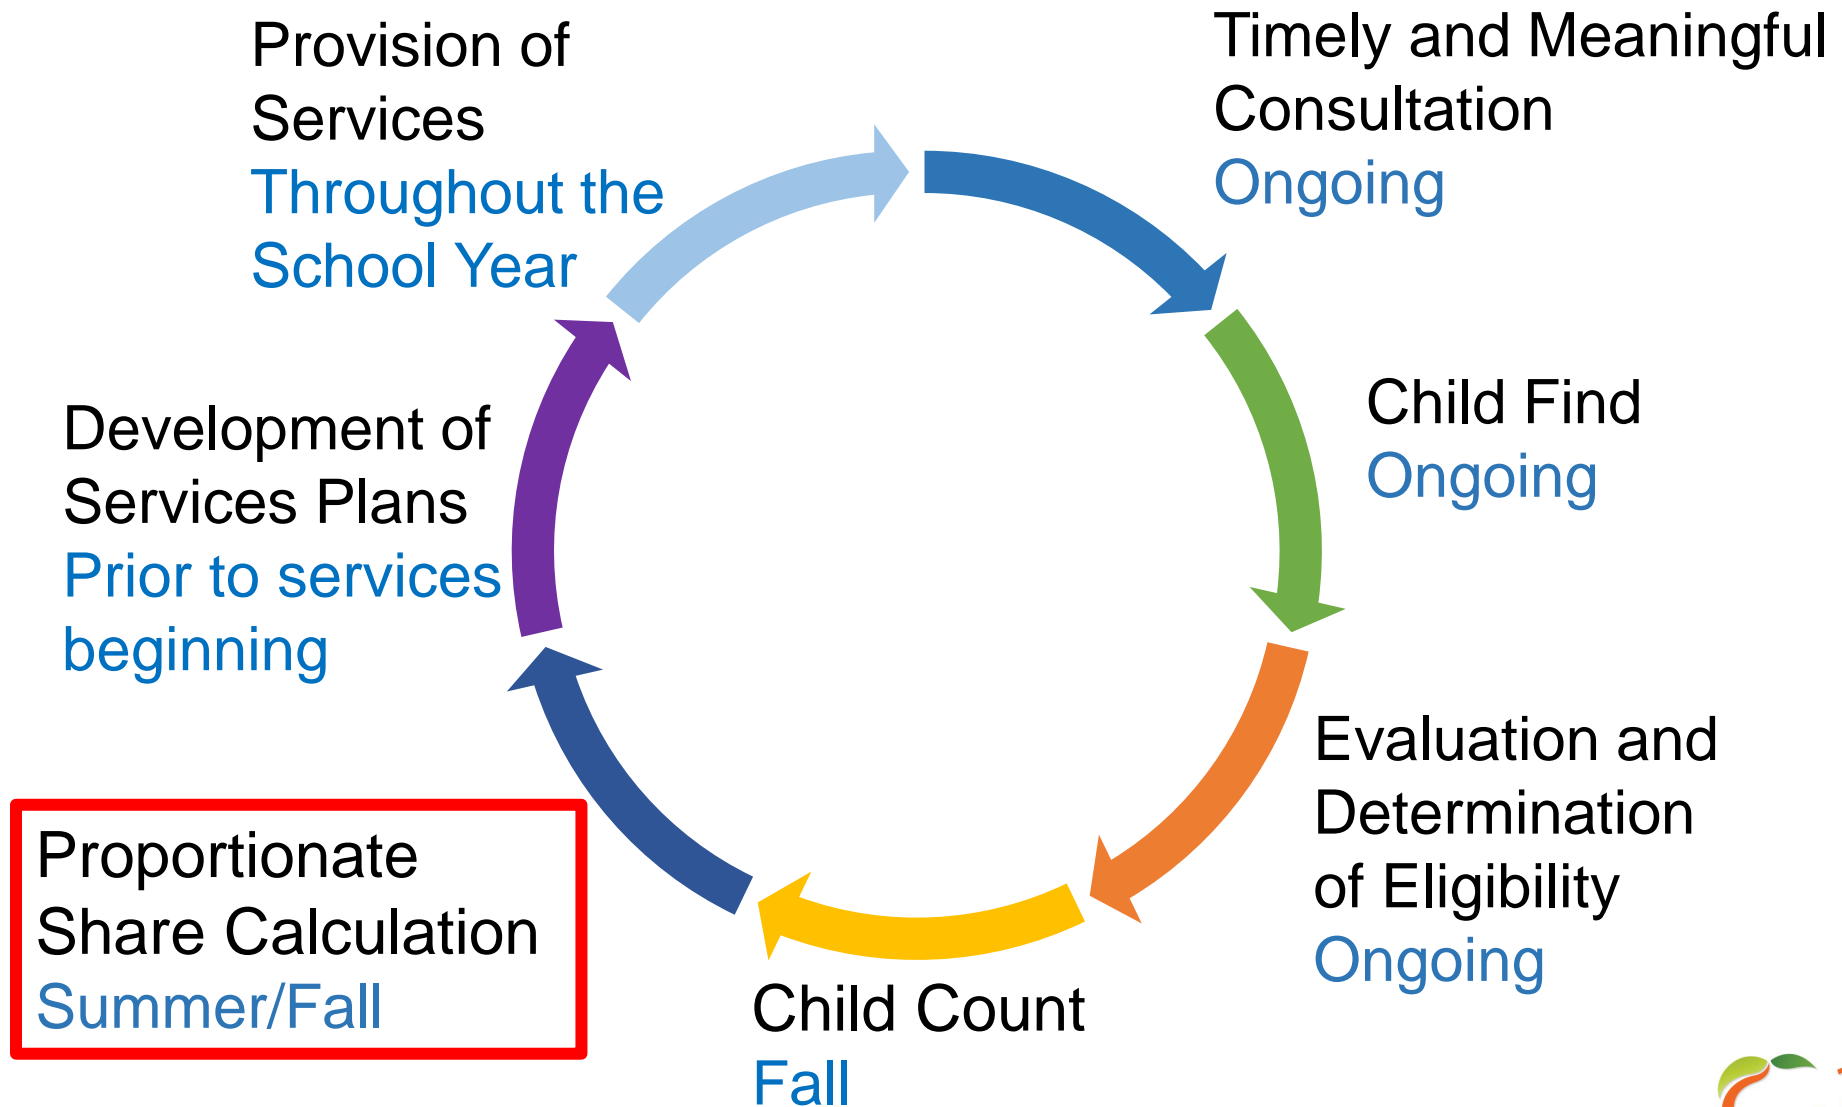 Provision of
Services
Throughout the
School Year
Timely and Meaningful
Consultation
Ongoing
Child Find
Ongoing
Evaluation and
Determination
of Eligibility
Ongoing
Child Count
Fall
Proportionate
Share Calculation
Summer/Fall
Development of
Services Plans
Prior to services
beginning